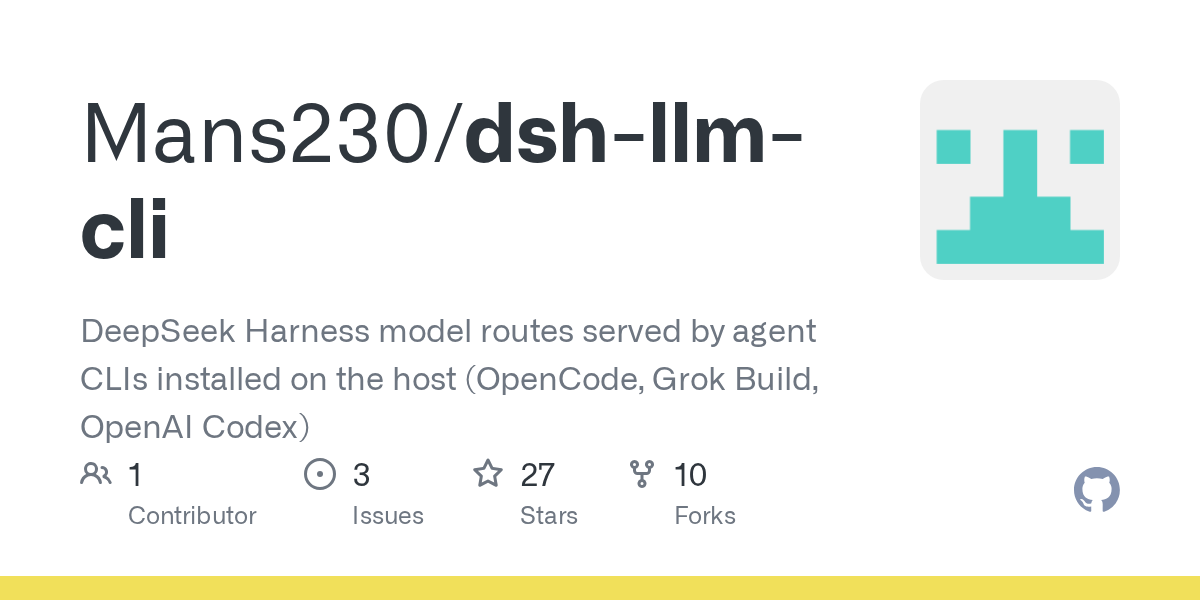 Mans230/dsh-llm-
cli
DeepSeek Harness model routes served by agent
CLIs installed on the host (OpenCode, Grok Build,
OpenAI Codex)
1 3 27 10
Contributor Issues Stars Forks